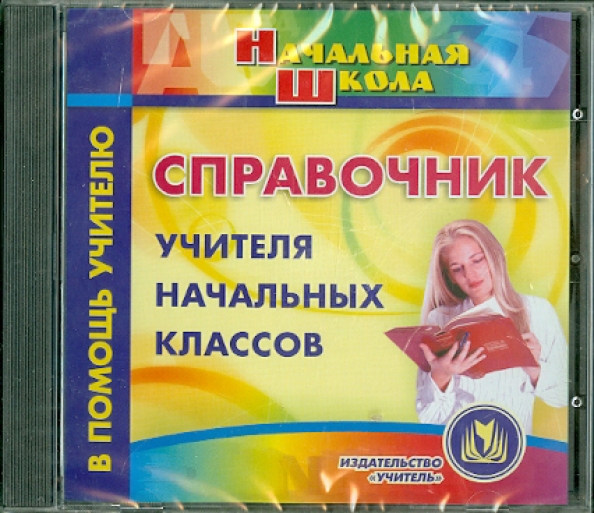 Начальная
Школа
СПРАВОЧНИК
УЧИТЕЛЯ
НАЧАЛЬНЫХ
КЛАССОВ
В ПОМОЩЬ УЧИТЕЛЮ
ИЗДАТЕЛЬСТВО
«УЧИТЕЛЬ»